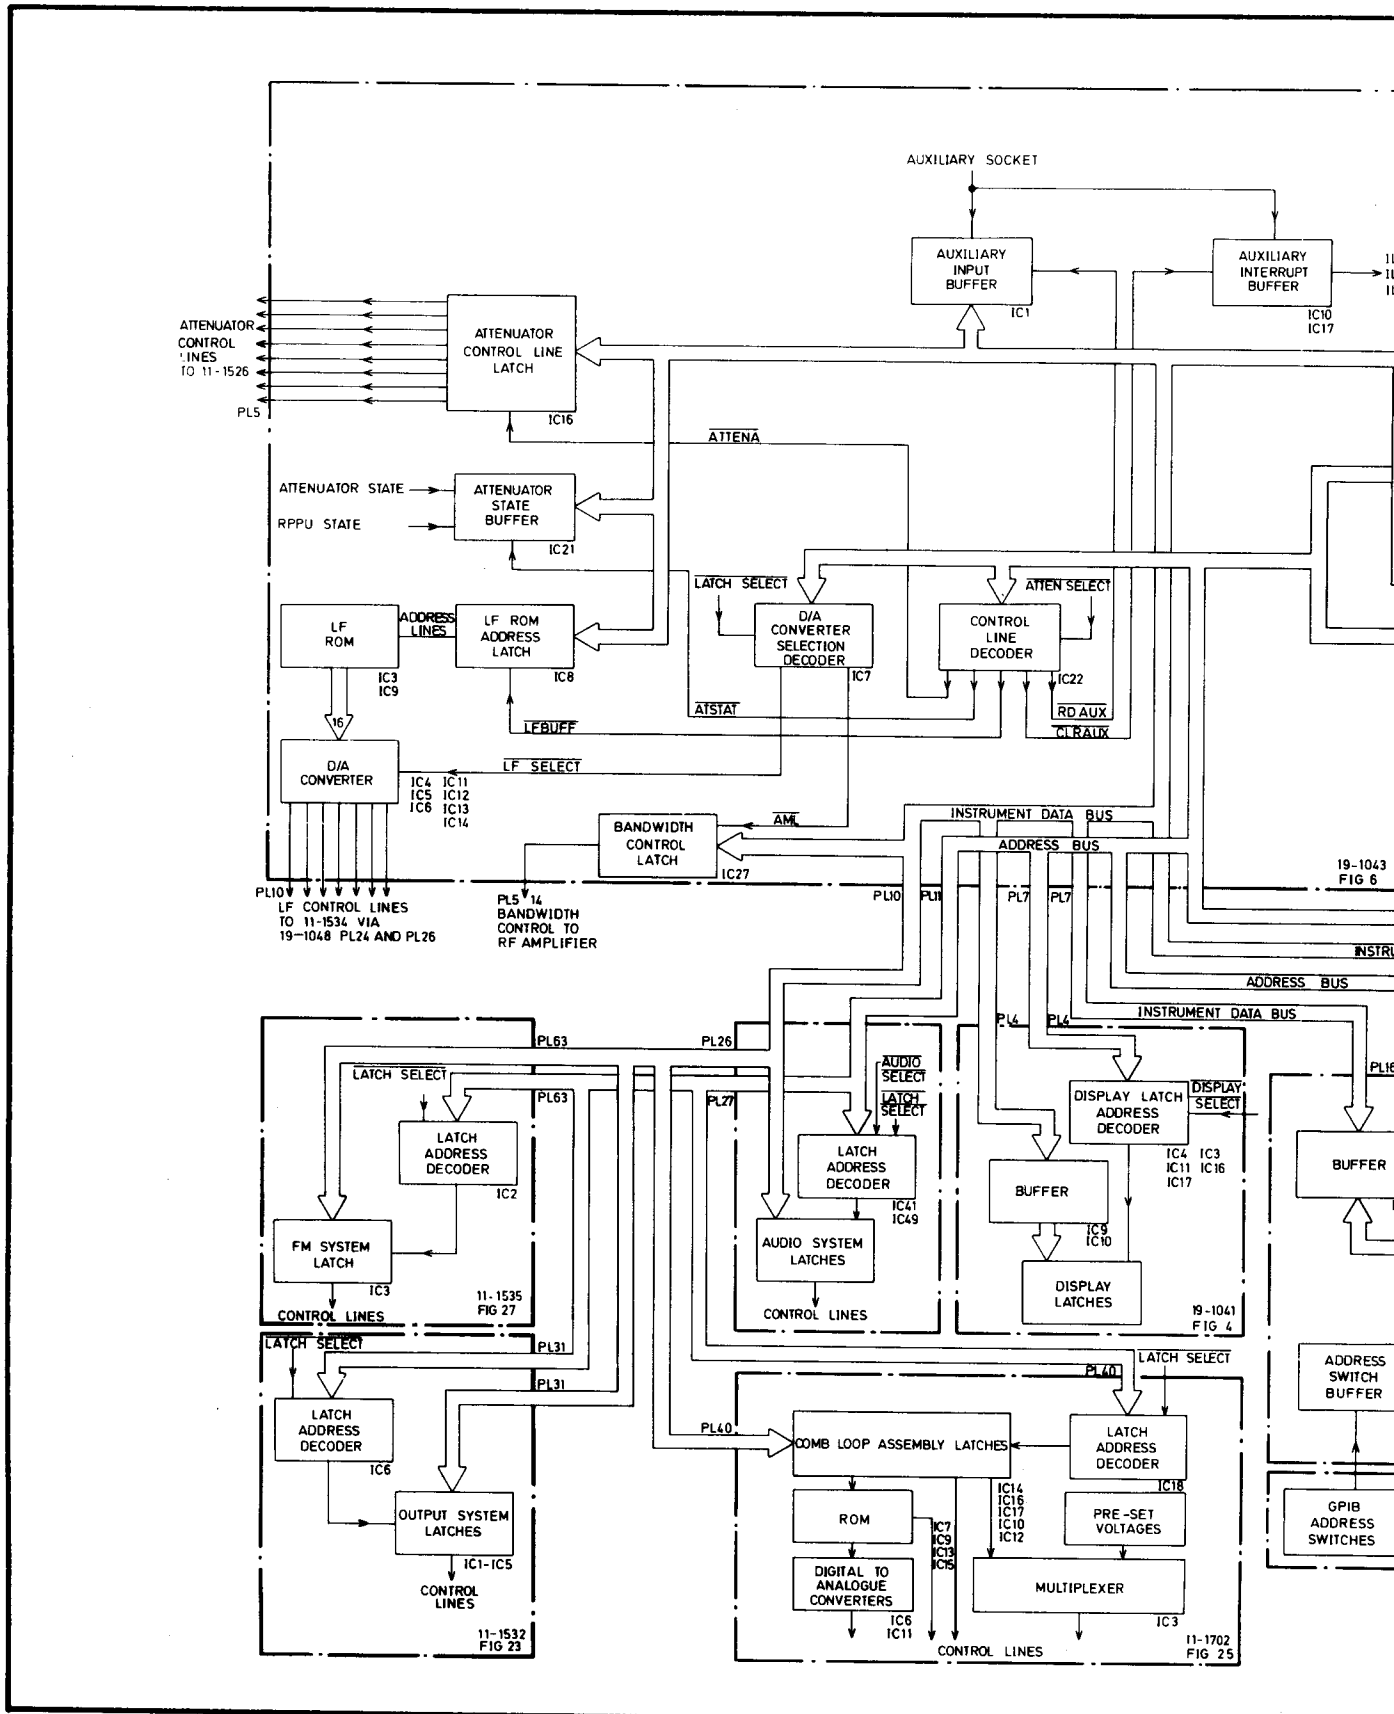 AUXILIARY SOCKET
AUXILIARY
INPUT
BUFFER
IC1
AUXILIARY
INTERRUPT
BUFFER
IC10
IC17
ATTENUATOR
CONTROL
LINES
TO 11-1526
PL5
ATTENUATOR
CONTROL LINE
LATCH
IC16
ATTENA
ATTENUATOR STATE
RPPU STATE
ATTENUATOR
STATE
BUFFER
IC21
LATCH SELECT
ATTEN SELECT
LF
ROM
IC3
IC9
ADDRESS
LINES
LF ROM
ADDRESS
LATCH
IC8
D/A
CONVERTER
SELECTION
DECODER
IC7
CONTROL
LINE
DECODER
IC22
ATSTAT
RD AUX
LFBUFF
CLRAUX
16
D/A
CONVERTER
IC4 IC11
IC5 IC12
IC6 IC13
IC14
LF SELECT
AML
BANDWIDTH
CONTROL
LATCH
IC27
INSTRUMENT DATA BUS
ADDRESS BUS
19-1043
FIG 6
PL10
LF CONTROL LINES
TO 11-1534 VIA
19-1048 PL24 AND PL26
PL5 14
BANDWIDTH
CONTROL TO
RF AMPLIFIER
PL10
PL11
PL7
PL7
INSTRU
ADDRESS BUS
INSTRUMENT DATA BUS
PL63
PL26
PL4
PL4
LATCH SELECT
PL63
PL27
AUDIO
SELECT
LATCH
SELECT
DISPLAY
SELECT
PL18
LATCH
ADDRESS
DECODER
IC2
LATCH
ADDRESS
DECODER
IC41
IC49
DISPLAY LATCH
ADDRESS
DECODER
IC4 IC3
IC11 IC16
IC17
BUFFER
IC9
IC10
BUFFER
FM SYSTEM
LATCH
IC3
CONTROL LINES
11-1535
FIG 27
AUDIO SYSTEM
LATCHES
CONTROL LINES
DISPLAY
LATCHES
19-1041
FIG 4
LATCH SELECT
PL31
PL31
LATCH
ADDRESS
DECODER
IC6
OUTPUT SYSTEM
LATCHES
IC1-IC5
CONTROL
LINES
11-1532
FIG 23
LATCH SELECT
PL40
PL40
COMB LOOP ASSEMBLY LATCHES
LATCH
ADDRESS
DECODER
IC18
IC14
IC16
IC17
IC10
IC12
ROM
IC7
IC9
IC13
IC15
PRE-SET
VOLTAGES
DIGITAL TO
ANALOGUE
CONVERTERS
IC6
IC11
MULTIPLEXER
IC3
CONTROL LINES
11-1702
FIG 25
ADDRESS
SWITCH
BUFFER
GPIB
ADDRESS
SWITCHES